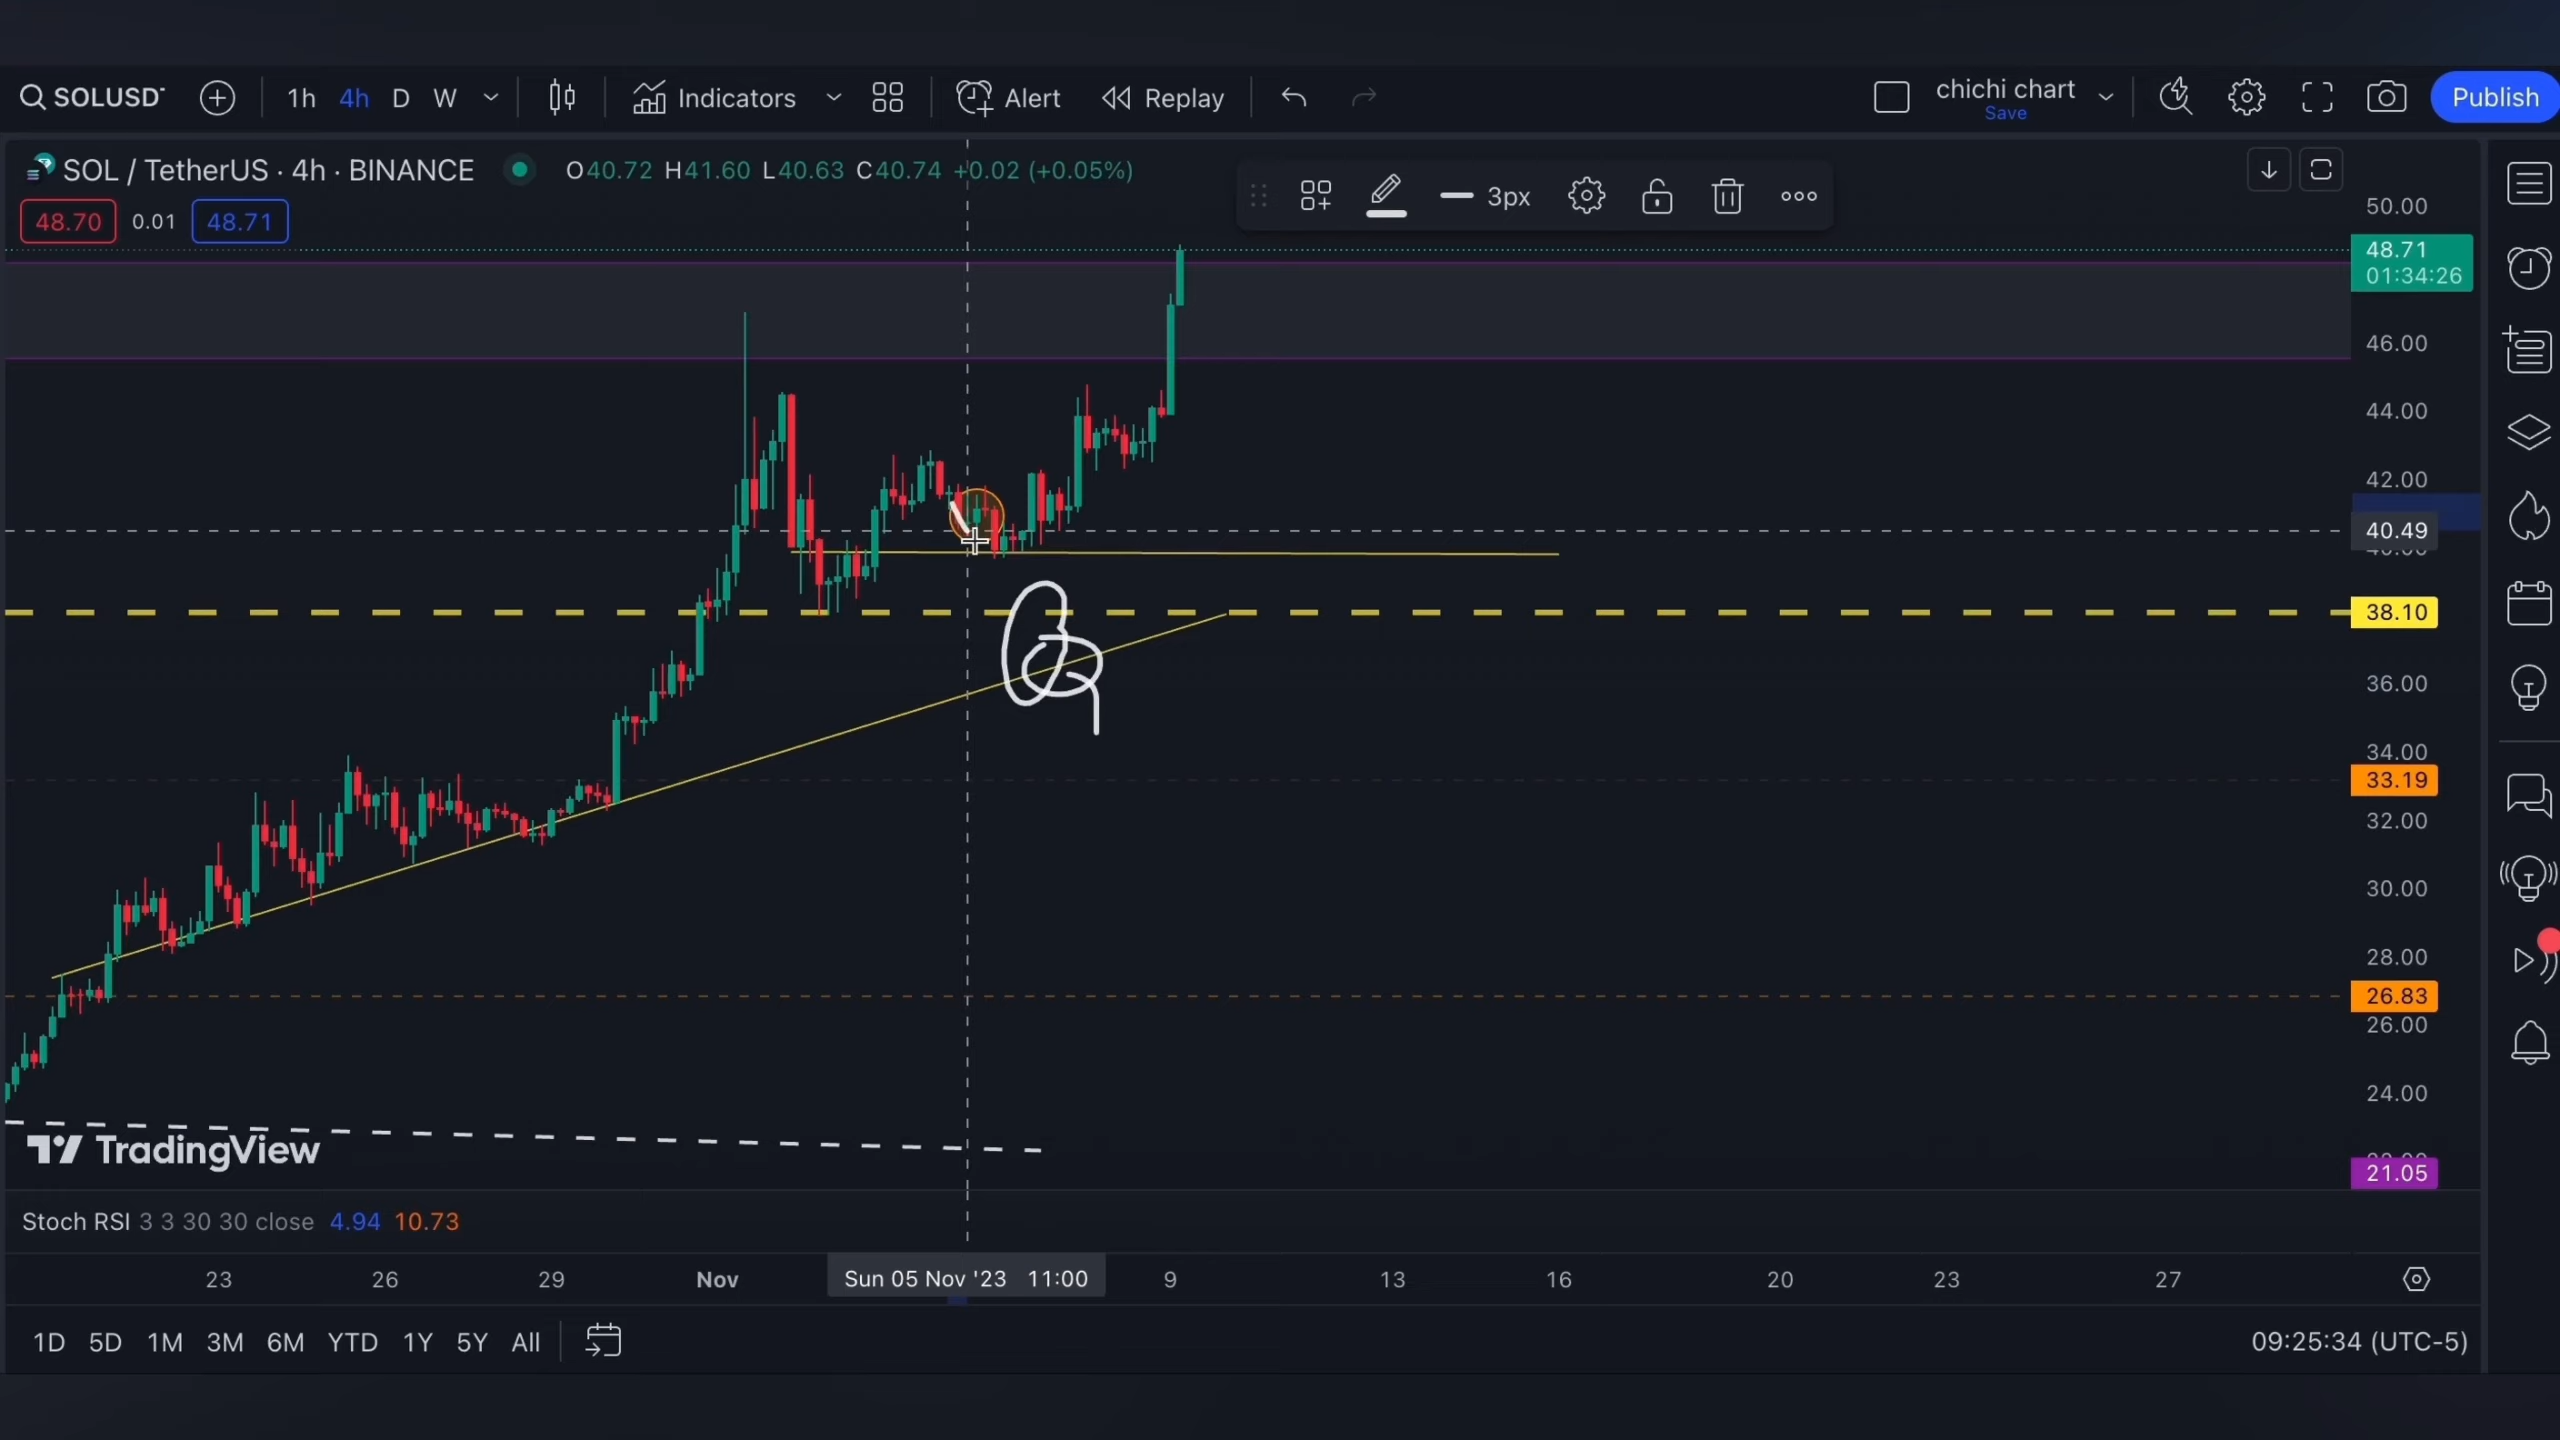 SOLUSD 1h 4h D W Indicators Alert Replay chichi chart Save Publish
SOL / TetherUS · 4h · BINANCE O40.72 H41.60 L40.63 C40.74 +0.02 (+0.05%)
3px
48.70 0.01 48.71
50.00
48.71
01:34:26
46.00
44.00
42.00
40.49
38.10
36.00
34.00
33.19
32.00
30.00
28.00
26.83
26.00
24.00
TradingView
21.05
Stoch RSI 3 3 30 30 close 4.94 10.73
23 26 29 Nov Sun 05 Nov '23 11:00 9 13 16 20 23 27
1D 5D 1M 3M 6M YTD 1Y 5Y All 09:25:34 (UTC-5)